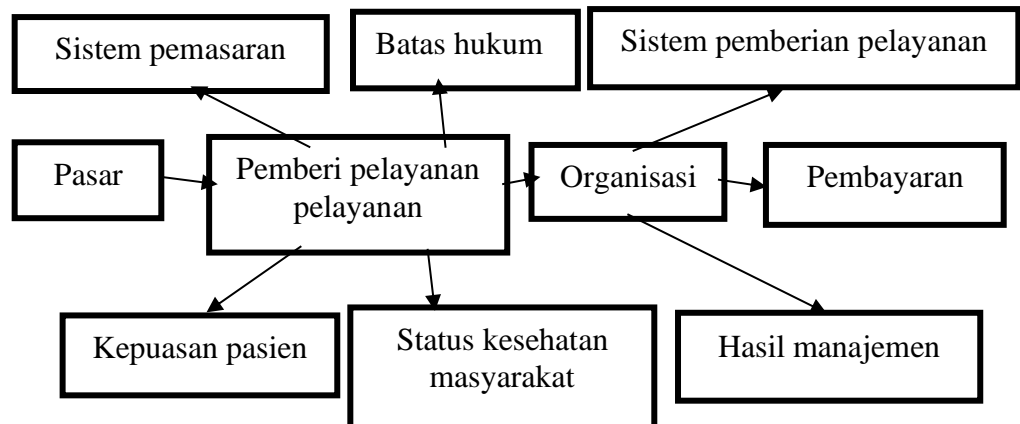 Sistem pemasaran
Batas hukum
Sistem pemberian pelayanan
Pasar
Pemberi pelayanan
pelayanan
Organisasi
Pembayaran
Kepuasan pasien
Status kesehatan
masyarakat
Hasil manajemen